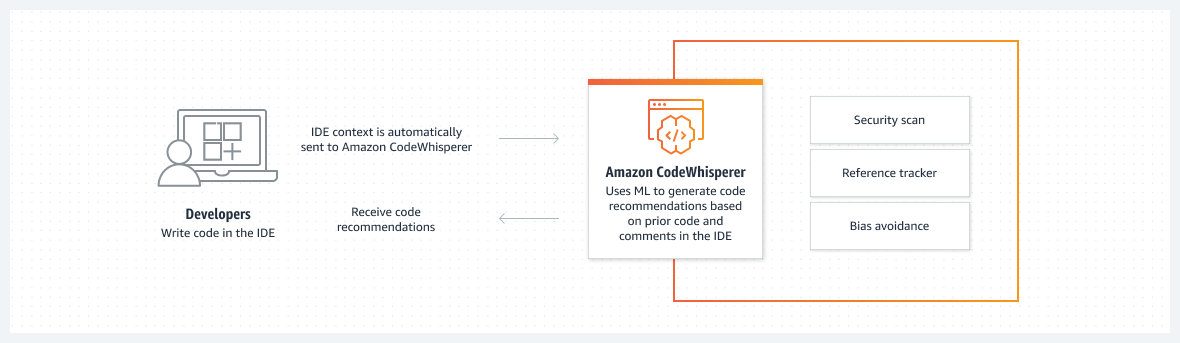 IDE context is automatically
sent to Amazon CodeWhisperer
Developers
Write code in the IDE
Receive code
recommendations
</>
Amazon CodeWhisperer
Uses ML to generate code
recommendations based
on prior code and
comments in the IDE
Security scan
Reference tracker
Bias avoidance